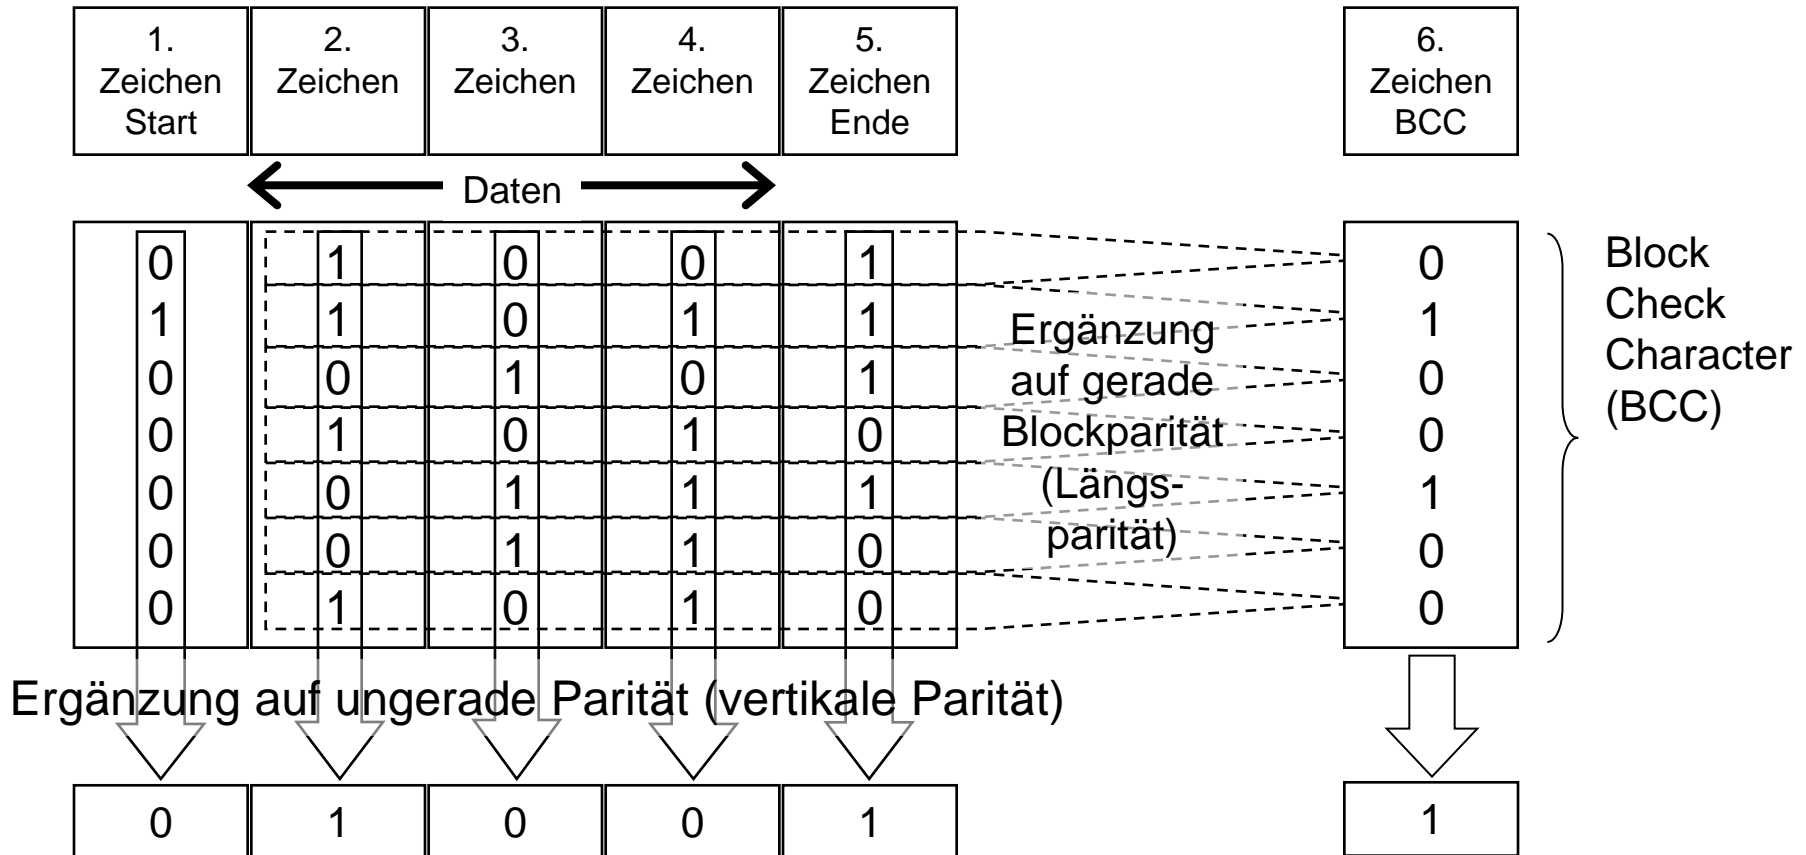 1.
Zeichen
Start
2.
Zeichen
3.
Zeichen
4.
Zeichen
5.
Zeichen
Ende
6.
Zeichen
BCC
Daten
0 1 0 0 1 0
1 1 0 1 1 1
0 0 1 0 1 0
0 1 0 1 0 0
0 0 1 1 1 1
0 0 1 1 0 0
0 1 0 1 0 0
Ergänzung
auf gerade
Blockparität
(Längs-
parität)
Block
Check
Character
(BCC)
Ergänzung auf ungerade Parität (vertikale Parität)
0 1 0 0 1 1